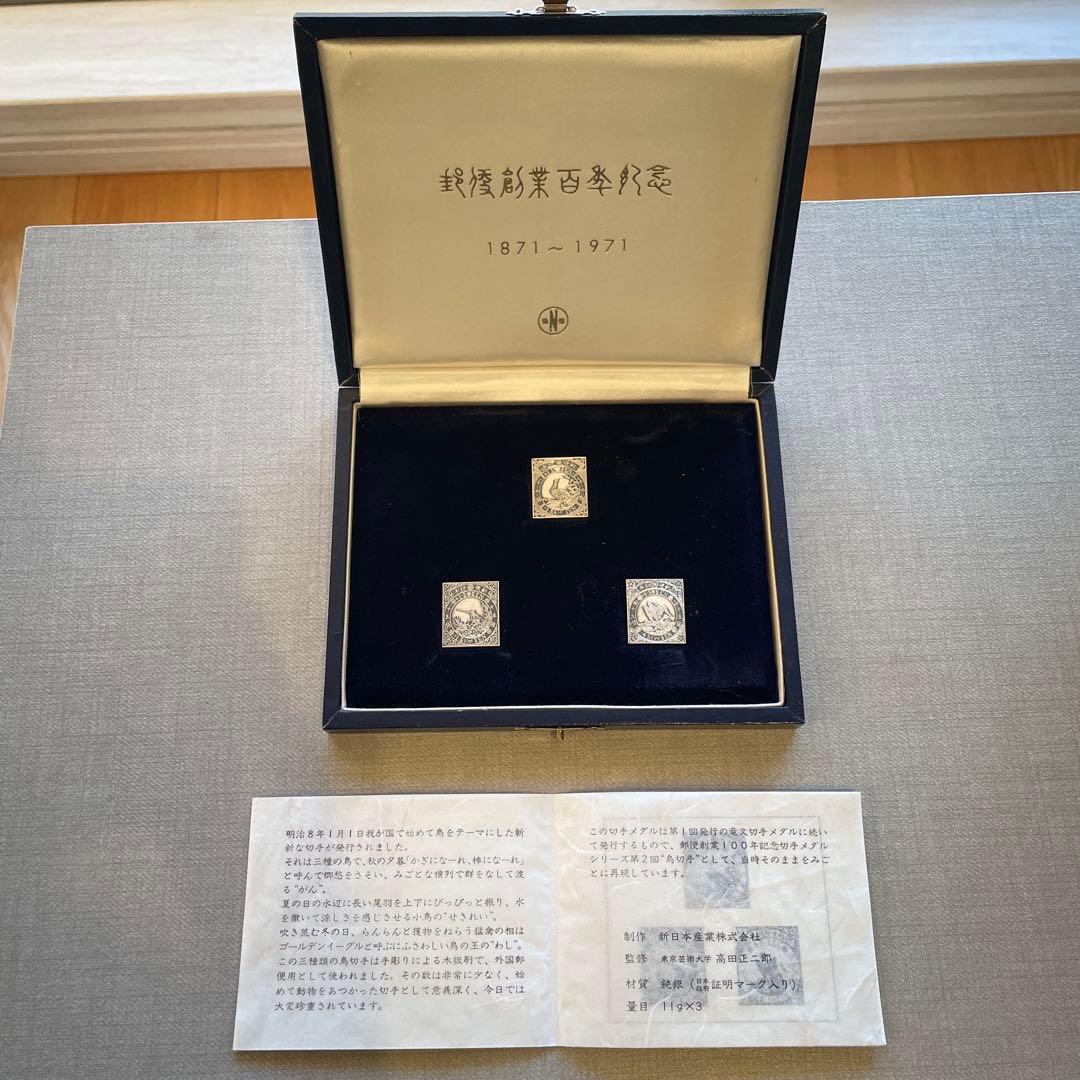 郵便創業百年紀念
1871～1971
SNS
明治8年1月1日我が国で始めて鳥をテーマにした斬
新な切手が発行されました。
それは三種の鳥で、秋の夕暮「かぎになーれ、棒になーれ」
と呼んで郷愁をさそい、みごとな横列で群をなして渡
る“がん”。
夏の日の水辺に長い尾羽を上下にぴっぴっと振り、水
を撒いて涼しさを感じさせる小鳥の“せきれい”。
吹き荒む冬の日、らんらんと獲物をねらう猛禽の相は
ゴールデンイーグルと呼ぶにふさわしい鳥の王の“わし”。
この三種類の鳥切手は手彫りによる木版刷で、外国郵
便用として使われました。その数は非常に少なく、始
めて動物をあつかった切手として意義深く、今日では
大変珍重されています。
この切手メダルは第1回発行の竜文切手メダルに続い
て発行するもので、郵便創業100年記念切手メダル
シリーズ第2回“鳥切手”として、当時そのままをみご
とに再現しています。
制作 新日本産業株式会社
監修 東京芸術大学 高田正二郎
材質 純銀（日本政府証明マーク入り）
量目 11g×3